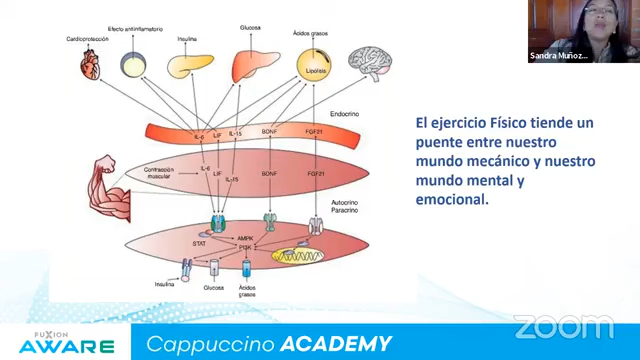 Efecto antiinflamatorio
Glucosa
Cardioprotección
Insulina
Ácidos grasos
Lipólisis
Sandra Muñoz...
Endocrino
IL-6
LIF
IL-15
BDNF
FGF21
Contracción
muscular
IL-6
LIF
IL-15
BDNF
FGF21
Autocrino
Paracrino
STAT
AMPK
PI3K
Insulina
Glucosa
Ácidos
grasos
El ejercicio Físico tiende un
puente entre nuestro
mundo mecánico y nuestro
mundo mental y
emocional.
FUXION
AWARE
Cappuccino ACADEMY
zoom